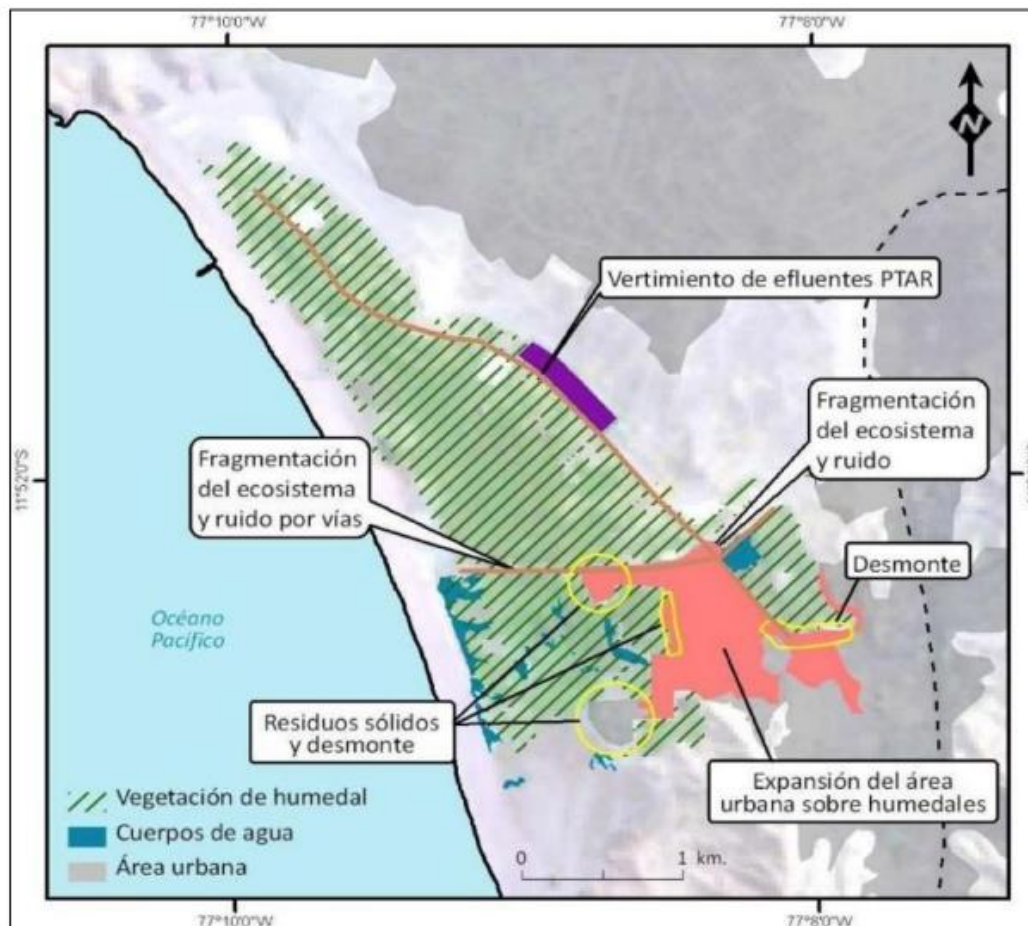 77°10'0"W
77°8'0"W
N
Vertimiento de efluentes PTAR
Fragmentación
del ecosistema
y ruido
Fragmentación
del ecosistema
y ruido por vías
11°52'0"S
Desmonte
Océano
Pacífico
Residuos sólidos
y desmonte
Expansión del área
urbana sobre humedales
Vegetación de humedal
Cuerpos de agua
Área urbana
0
1 km.
77°10'0"W
77°8'0"W